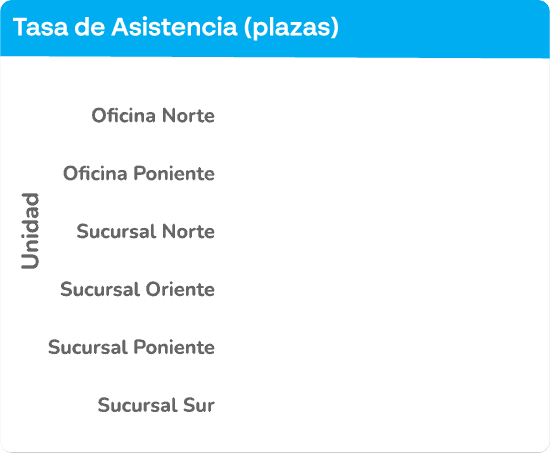 Tasa de Asistencia (plazas)
Unidad
Oficina Norte
Oficina Poniente
Sucursal Norte
Sucursal Oriente
Sucursal Poniente
Sucursal Sur